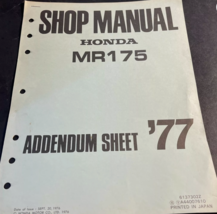 SHOP MANUAL
HONDA
MR175
ADDENDUM SHEET '77
PRINTED IN JAPAN